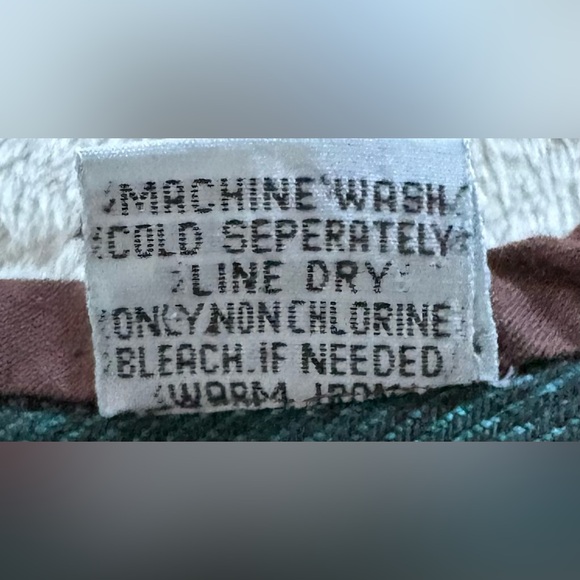 MACHINE WASH
COLD SEPERATELY
LINE DRY
ONLY NON CHLORINE
BLEACH.IF NEEDED
WARM IRON